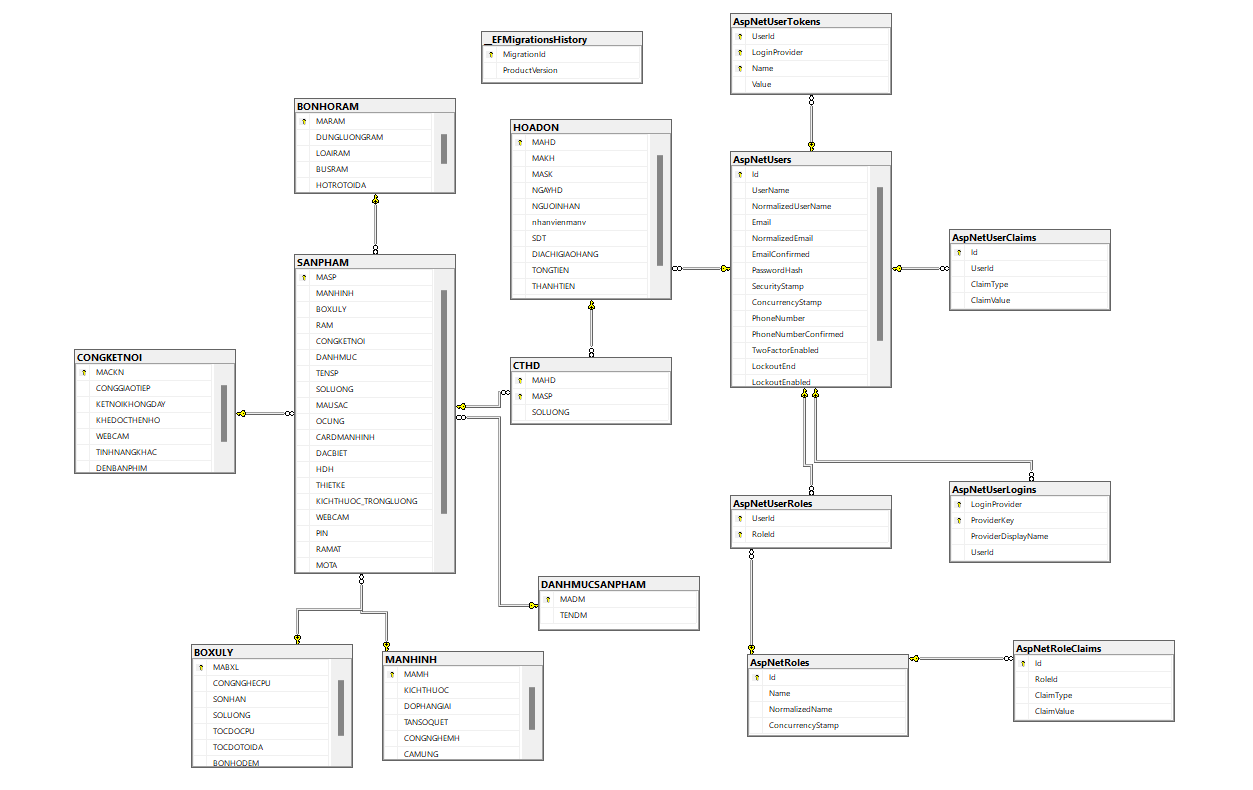 __EFMigrationsHistory
MigrationId
ProductVersion
AspNetUserTokens
UserId
LoginProvider
Name
Value
BONHORAM
MARAM
DUNGLUONGRAM
LOAIRAM
BUSRAM
HOTROTOIDA
HOADON
MAHD
MAKH
MASK
NGAYHD
NGUOINHAN
nhanvienmanv
SDT
DIACHIGIAOHANG
TONGTIEN
THANHTIEN
AspNetUsers
Id
UserName
NormalizedUserName
Email
NormalizedEmail
EmailConfirmed
PasswordHash
SecurityStamp
ConcurrencyStamp
PhoneNumber
PhoneNumberConfirmed
TwoFactorEnabled
LockoutEnd
LockoutEnabled
AspNetUserClaims
Id
UserId
ClaimType
ClaimValue
SANPHAM
MASP
MANHINH
BOXULY
RAM
CONGKETNOI
DANHMUC
TENSP
SOLUONG
MAUSAC
OCUNG
CARDMANHINH
DACBIET
HDH
THIETKE
KICHTHUOC_TRONGLUONG
WEBCAM
PIN
RAMAT
MOTA
CONGKETNOI
MACKN
CONGGIAOTIEP
KETNOIKHONGDAY
KHEDOCTHENHO
WEBCAM
TINHNANGKHAC
DENBANPHIM
CTHD
MAHD
MASP
SOLUONG
AspNetUserRoles
UserId
RoleId
AspNetUserLogins
LoginProvider
ProviderKey
ProviderDisplayName
UserId
DANHMUCSANPHAM
MADM
TENDM
BOXULY
MABXL
CONGNGHECPU
SONHAN
SOLUONG
TOCDOCPU
TOCDOTOIDA
BONHODEM
MANHINH
MAMH
KICHTHUOC
DOPHANGIAI
TANSOQUET
CONGNGHEMH
CAMUNG
AspNetRoles
Id
Name
NormalizedName
ConcurrencyStamp
AspNetRoleClaims
Id
RoleId
ClaimType
ClaimValue